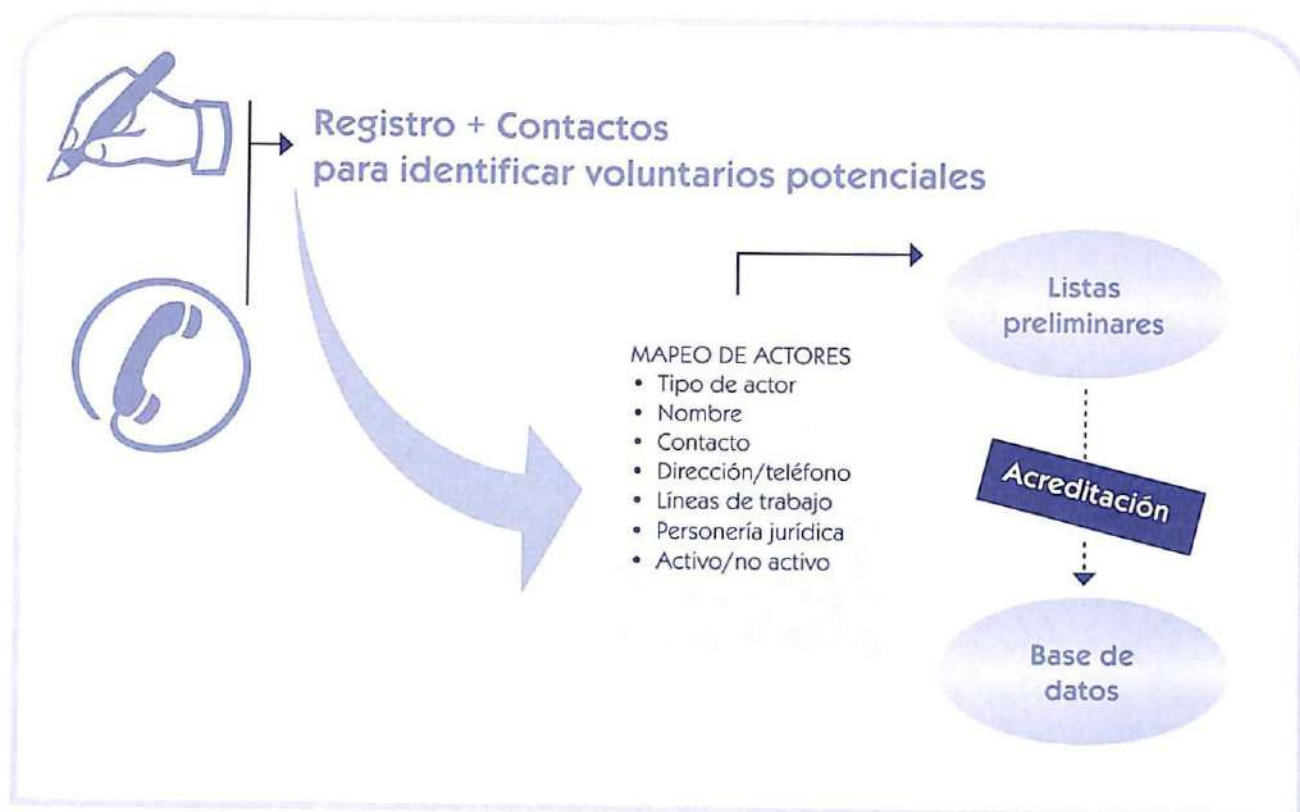 Registro + Contactos
para identificar voluntarios potenciales
MAPEO DE ACTORES
• Tipo de actor
• Nombre
• Contacto
• Dirección/teléfono
• Líneas de trabajo
• Personería jurídica
• Activo/no activo
Listas
preliminares
Acreditación
Base de
datos